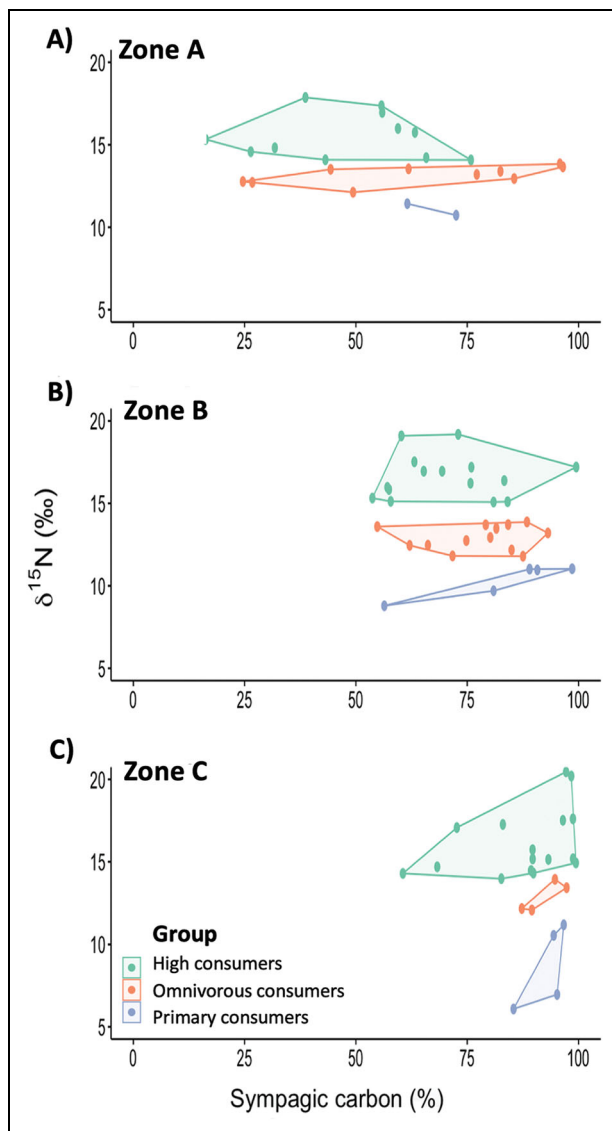 A) Zone A
20
15
10
5
0 25 50 75 100
B) Zone B
20
15
10
5
0 25 50 75 100
δ¹⁵N (‰)
C) Zone C
20
15
10
5
Group
High consumers
Omnivorous consumers
Primary consumers
0 25 50 75 100
Sympagic carbon (%)